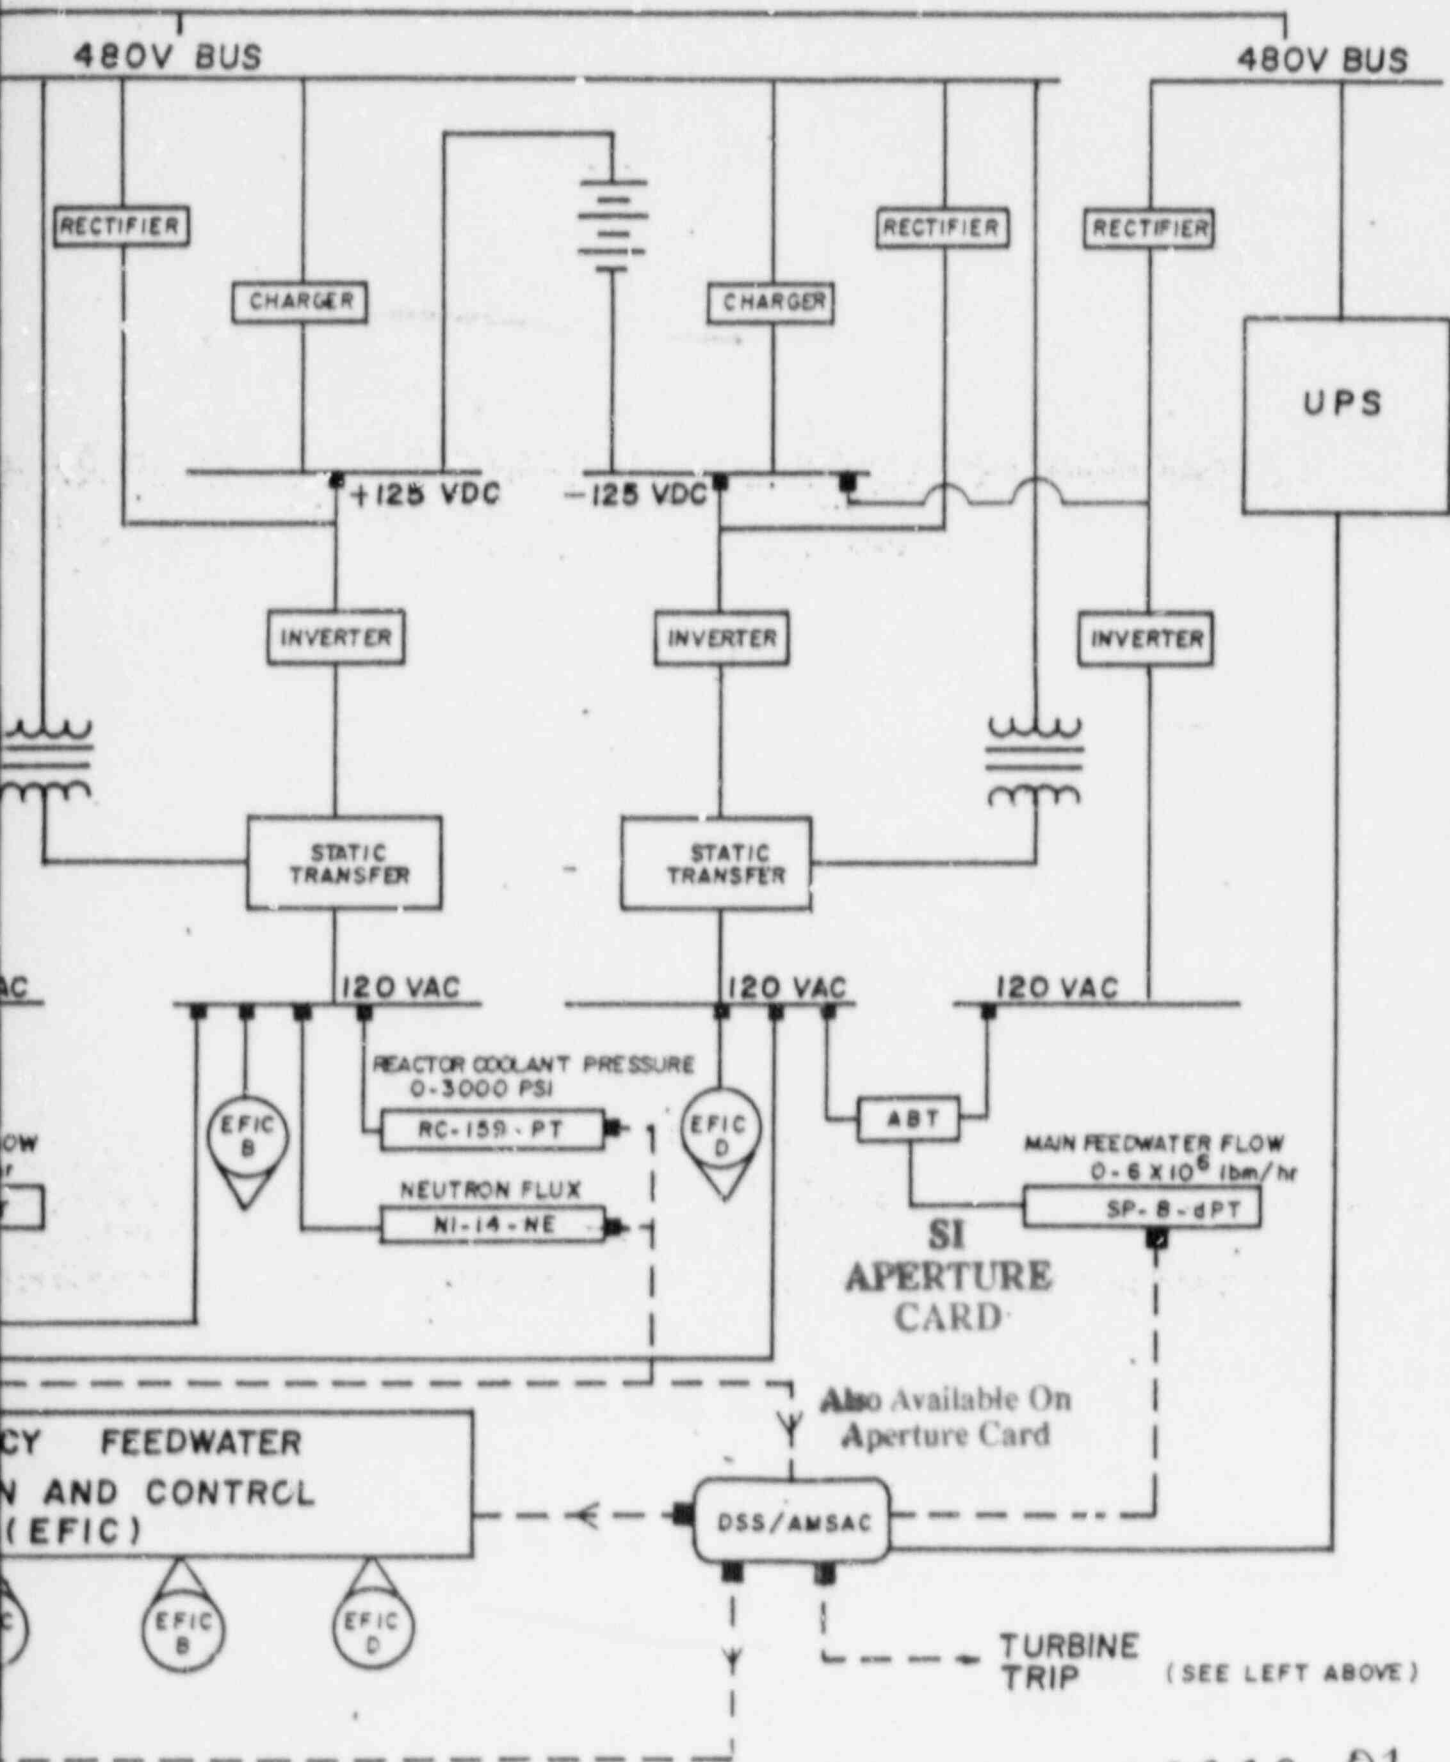 480V BUS
480V BUS
RECTIFIER
RECTIFIER
RECTIFIER
CHARGER
CHARGER
UPS
+125 VDC
-125 VDC
INVERTER
INVERTER
INVERTER
STATIC
TRANSFER
STATIC
TRANSFER
AC
120 VAC
120 VAC
120 VAC
REACTOR COOLANT PRESSURE
0-3000 PSI
RC-159-PT
EFIC
B
EFIC
D
ABT
OW
r
T
MAIN FEEDWATER FLOW
0-6 X 10⁶ lbm/hr
SP-8-dPT
NEUTRON FLUX
NI-14-NE
SI
APERTURE
CARD
Also Available On
Aperture Card
CY FEEDWATER
N AND CONTROL
(EFIC)
DSS/AMSAC
C
EFIC
B
EFIC
D
TURBINE
TRIP
(SEE LEFT ABOVE)